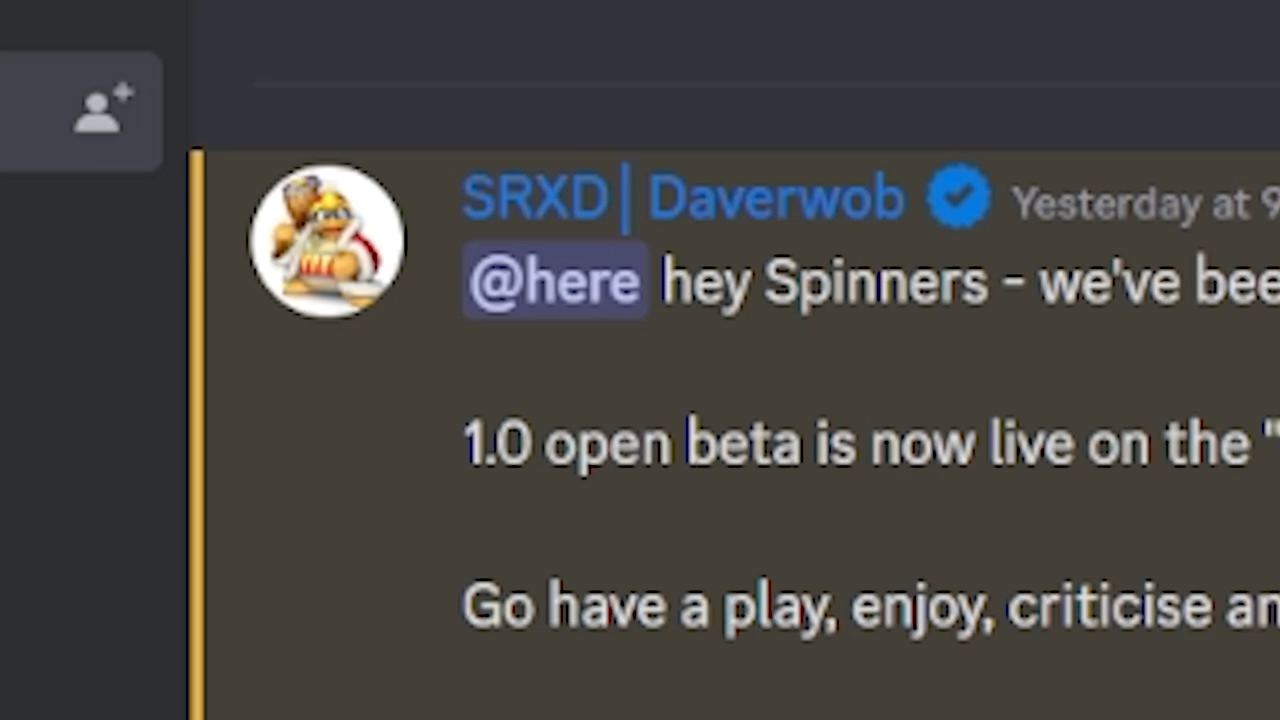 SRXD | Daverwob Yesterday at 9
@here hey Spinners - we've bee
1.0 open beta is now live on the "
Go have a play, enjoy, criticise an